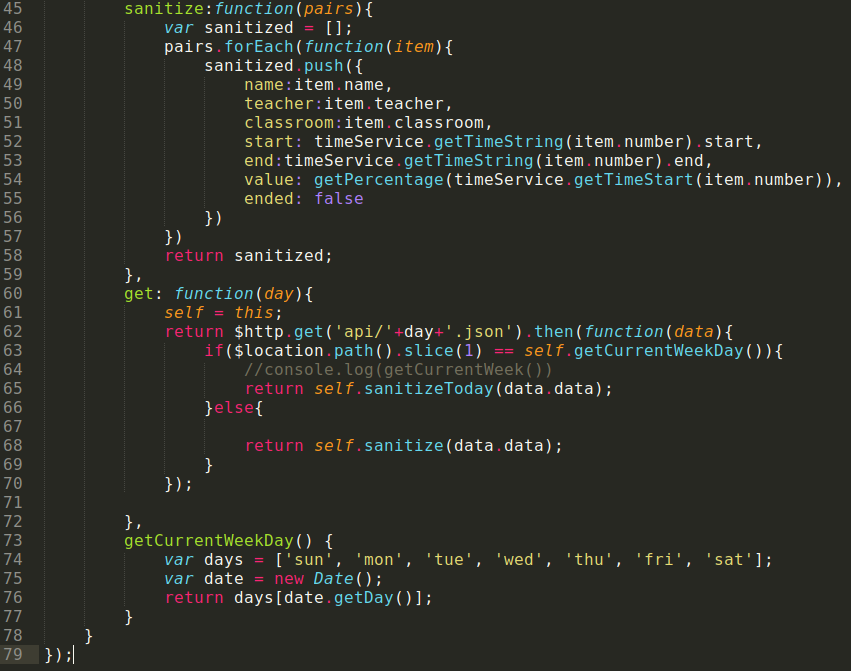 45         sanitize:function(pairs){
46             var sanitized = [];
47             pairs.forEach(function(item){
48                 sanitized.push({
49                     name:item.name,
50                     teacher:item.teacher,
51                     classroom:item.classroom,
52                     start: timeService.getTimeString(item.number).start,
53                     end:timeService.getTimeString(item.number).end,
54                     value: getPercentage(timeService.getTimeStart(item.number)),
55                     ended: false
56                 })
57             })
58             return sanitized;
59         },
60         get: function(day){
61             self = this;
62             return $http.get('api/'+day+'.json').then(function(data){
63                 if($location.path().slice(1) == self.getCurrentWeekDay()){
64                     //console.log(getCurrentWeek())
65                     return self.sanitizeToday(data.data);
66                 }else{
67
68                     return self.sanitize(data.data);
69                 }
70             });
71
72         },
73         getCurrentWeekDay() {
74             var days = ['sun', 'mon', 'tue', 'wed', 'thu', 'fri', 'sat'];
75             var date = new Date();
76             return days[date.getDay()];
77         }
78     }
79 });